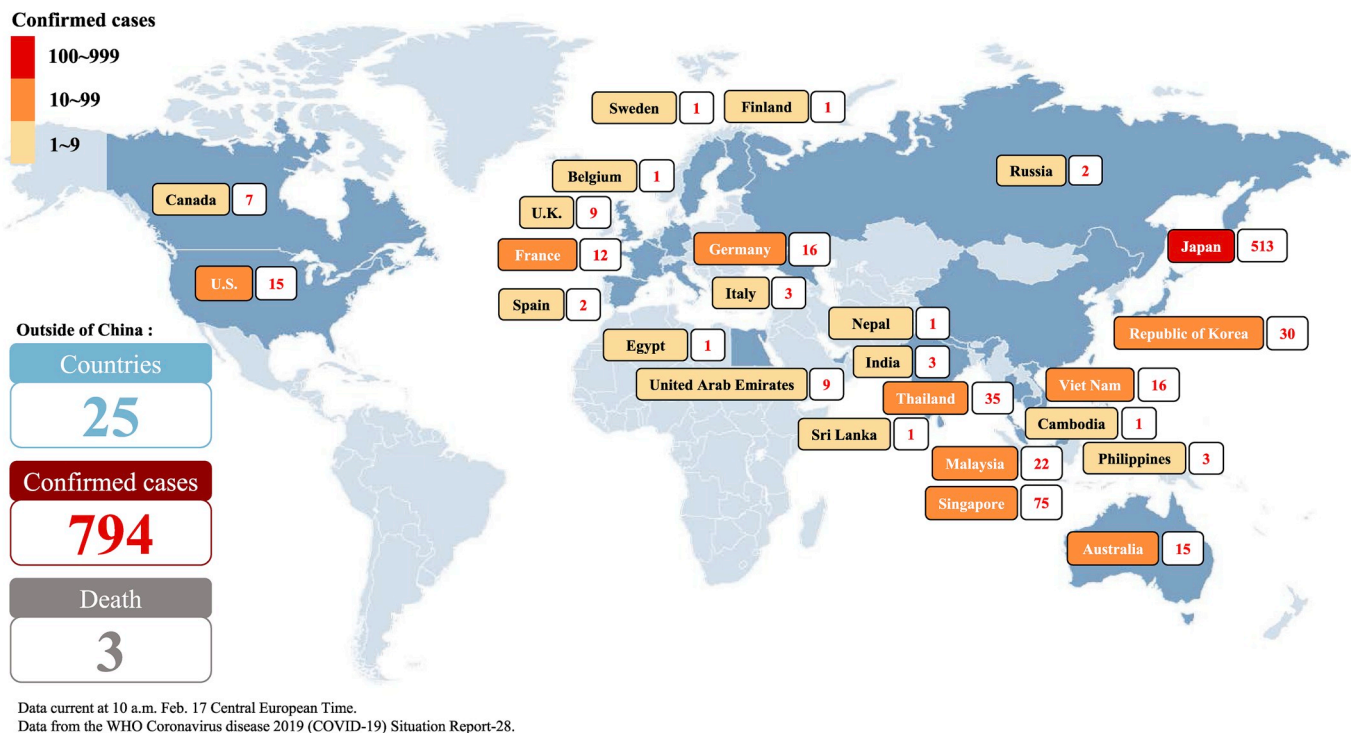 Confirmed cases
100~999
10~99
1~9
Sweden 1
Finland 1
Belgium 1
Russia 2
Canada 7
U.K. 9
France 12
Germany 16
Japan 513
U.S. 15
Italy 3
Spain 2
Nepal 1
Republic of Korea 30
Egypt 1
India 3
United Arab Emirates 9
Viet Nam 16
Thailand 35
Cambodia 1
Sri Lanka 1
Malaysia 22
Philippines 3
Singapore 75
Australia 15
Outside of China :
Countries
25
Confirmed cases
794
Death
3
Data current at 10 a.m. Feb. 17 Central European Time.
Data from the WHO Coronavirus disease 2019 (COVID-19) Situation Report-28.